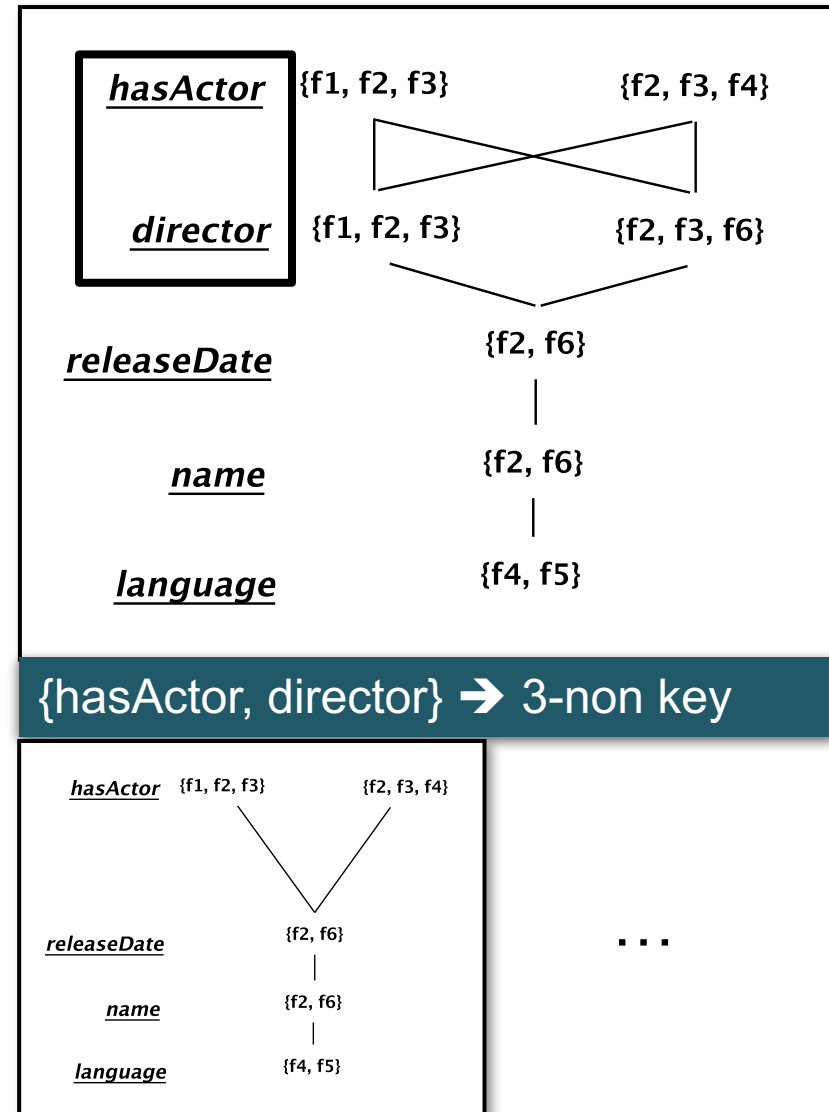 hasActor {f1, f2, f3} {f2, f3, f4}
director {f1, f2, f3} {f2, f3, f6}
releaseDate {f2, f6}
name {f2, f6}
language {f4, f5}
{hasActor, director} ➔ 3-non key
hasActor {f1, f2, f3} {f2, f3, f4}
releaseDate {f2, f6}
...
name {f2, f6}
language {f4, f5}